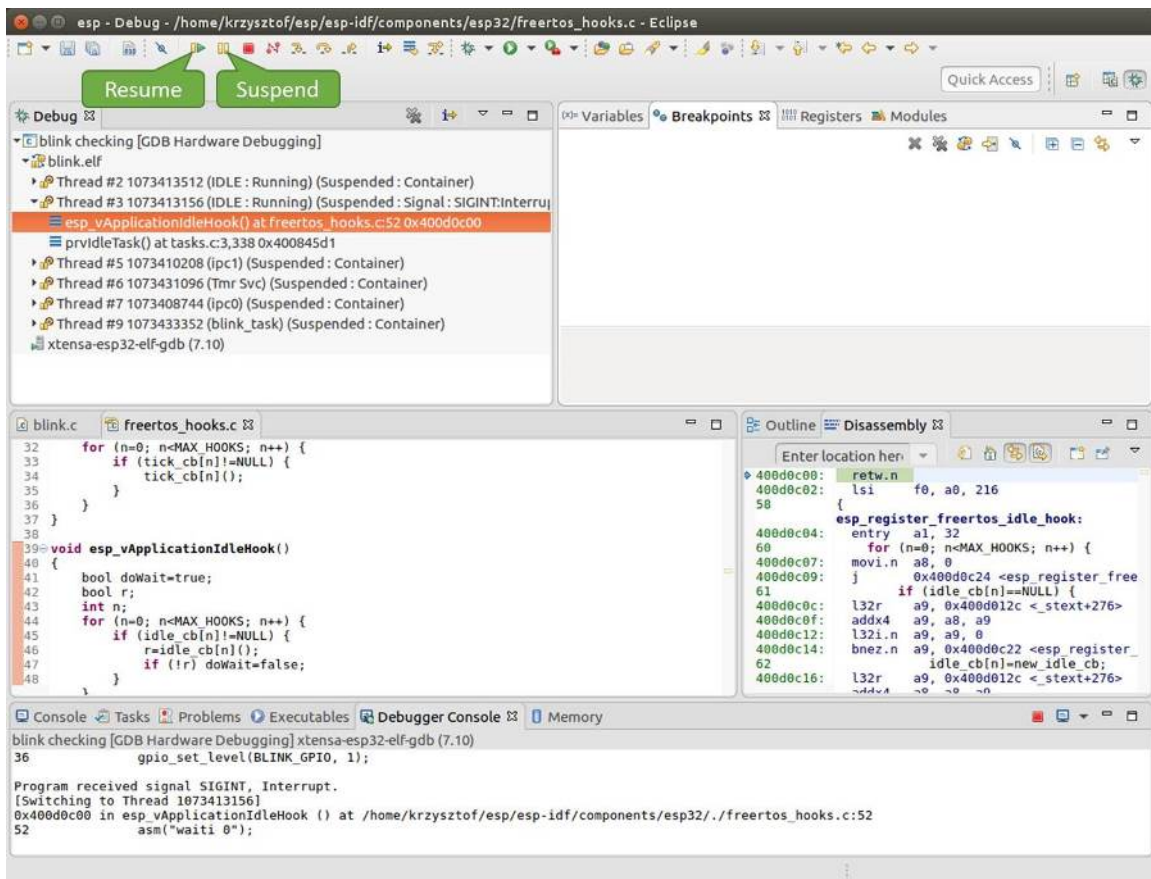 esp - Debug - /home/krzysztof/esp/esp-idf/components/esp32/freertos_hooks.c - Eclipse
Resume
Suspend
Quick Access
Debug
blink checking [GDB Hardware Debugging]
blink.elf
Thread #2 1073413512 (IDLE : Running) (Suspended : Container)
Thread #3 1073413156 (IDLE : Running) (Suspended : Signal : SIGINT:Interrup
esp_vApplicationIdleHook() at freertos_hooks.c:52 0x400d0c00
prvIdleTask() at tasks.c:3,338 0x400845d1
Thread #5 1073410208 (ipc1) (Suspended : Container)
Thread #6 1073431096 (Tmr Svc) (Suspended : Container)
Thread #7 1073408744 (ipc0) (Suspended : Container)
Thread #9 1073433352 (blink_task) (Suspended : Container)
xtensa-esp32-elf-gdb (7.10)
(x)= Variables Breakpoints Registers Modules
blink.c freertos_hooks.c
32 for (n=0; n<MAX_HOOKS; n++) {
33 if (tick_cb[n]!=NULL) {
34 tick_cb[n]();
35 }
36 }
37 }
38
39 void esp_vApplicationIdleHook()
40 {
41 bool doWait=true;
42 bool r;
43 int n;
44 for (n=0; n<MAX_HOOKS; n++) {
45 if (idle_cb[n]!=NULL) {
46 r=idle_cb[n]();
47 if (!r) doWait=false;
48 }
Outline Disassembly
Enter location her
400d0c00: retw.n
400d0c02: lsi f0, a0, 216
58 {
esp_register_freertos_idle_hook:
400d0c04: entry a1, 32
60 for (n=0; n<MAX_HOOKS; n++) {
400d0c07: movi.n a8, 0
400d0c09: j 0x400d0c24 <esp_register_free
61 if (idle_cb[n]==NULL) {
400d0c0c: l32r a9, 0x400d012c <_stext+276>
400d0c0f: addx4 a9, a8, a9
400d0c12: l32i.n a9, a9, 0
400d0c14: bnez.n a9, 0x400d0c22 <esp_register_
62 idle_cb[n]=new_idle_cb;
400d0c16: l32r a9, 0x400d012c <_stext+276>
Console Tasks Problems Executables Debugger Console Memory
blink checking [GDB Hardware Debugging] xtensa-esp32-elf-gdb (7.10)
36 gpio_set_level(BLINK_GPIO, 1);
Program received signal SIGINT, Interrupt.
[Switching to Thread 1073413156]
0x400d0c00 in esp_vApplicationIdleHook () at /home/krzysztof/esp/esp-idf/components/esp32/./freertos_hooks.c:52
52 asm("waiti 0");